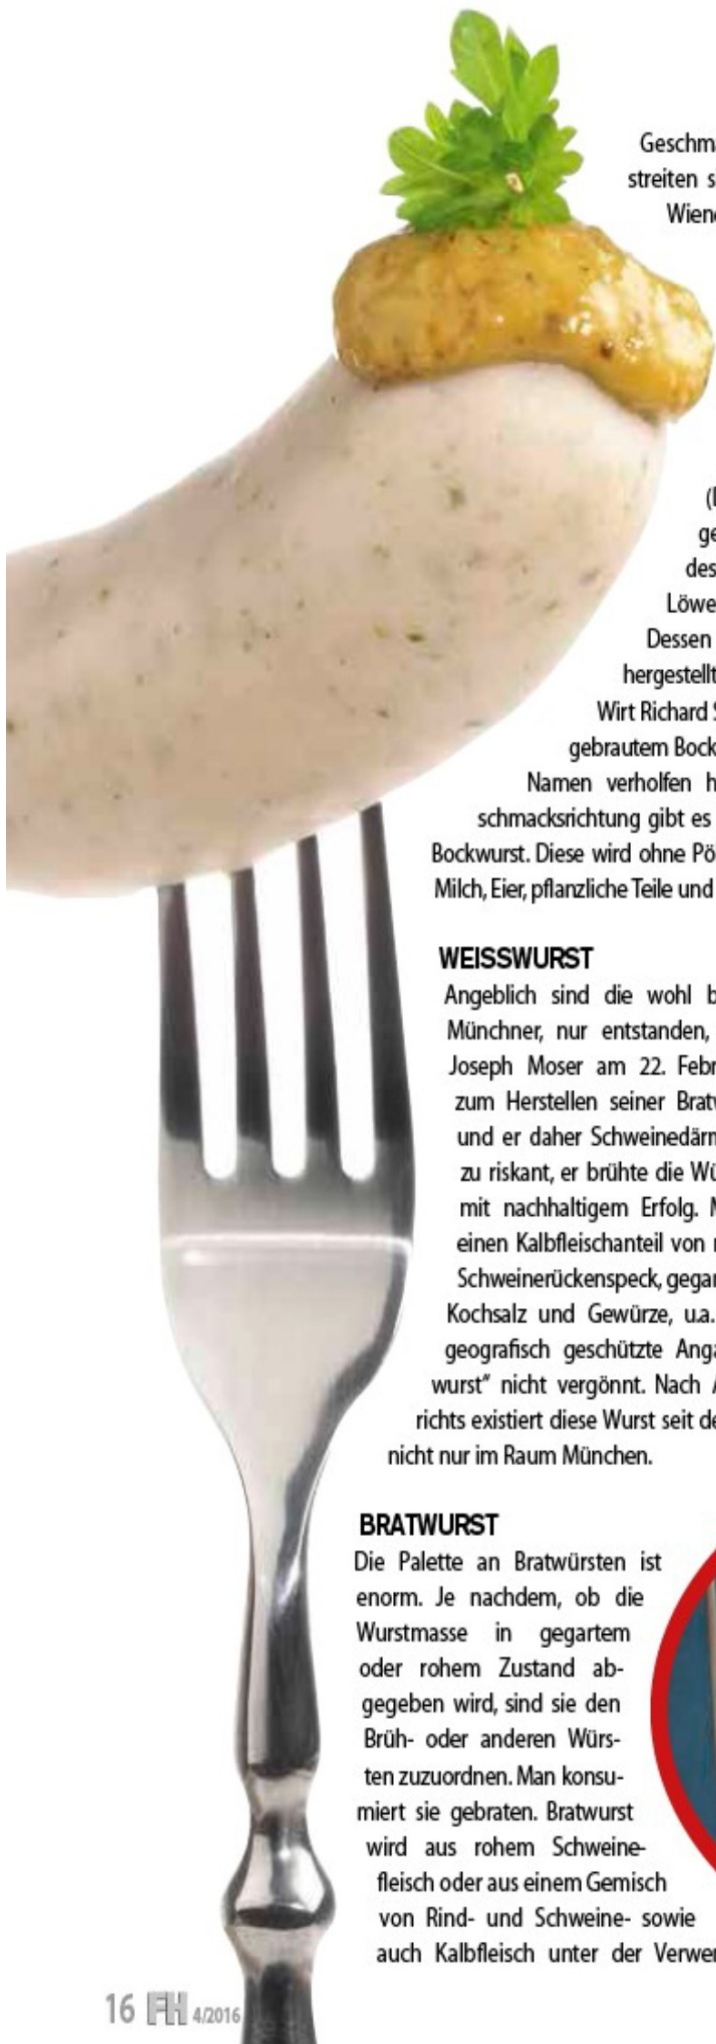 Geschma
streiten s
Wiene
(l
ge
des
Löwe
Dessen
hergestellt
Wirt Richard S
gebrautem Bock
Namen verholfen h
schmacksrichtung gibt es
Bockwurst. Diese wird ohne Pö
Milch, Eier, pflanzliche Teile und
WEISSWURST
Angeblich sind die wohl b
Münchner, nur entstanden,
Joseph Moser am 22. Febr
zum Herstellen seiner Bratw
und er daher Schweinedärm
zu riskant, er brühte die Wü
mit nachhaltigem Erfolg. M
einen Kalbfleischanteil von m
Schweinerückenspeck, gegar
Kochsalz und Gewürze, u.a.
geografisch geschützte Anga
wurst“ nicht vergönnt. Nach A
richts existiert diese Wurst seit de
nicht nur im Raum München.
BRATWURST
Die Palette an Bratwürsten ist
enorm. Je nachdem, ob die
Wurstmasse in gegartem
oder rohem Zustand ab-
gegeben wird, sind sie den
Brüh- oder anderen Würs-
ten zuzuordnen. Man konsu-
miert sie gebraten. Bratwurst
wird aus rohem Schweine-
fleisch oder aus einem Gemisch
von Rind- und Schweine- sowie
auch Kalbfleisch unter der Verwen
16 FH 4/2016